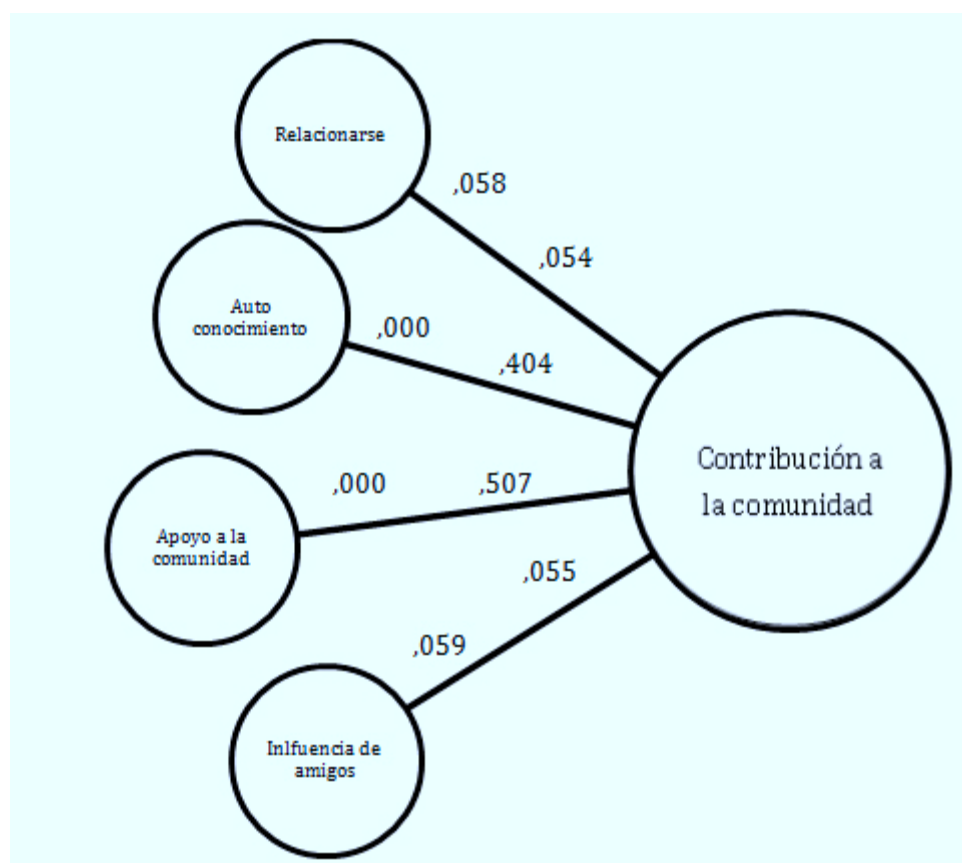 Relacionarse
,058
,054
Auto
conocimiento
,000
,404
Contribución a
la comunidad
,000
,507
Apoyo a la
comunidad
,055
,059
Inlfuencia de
amigos